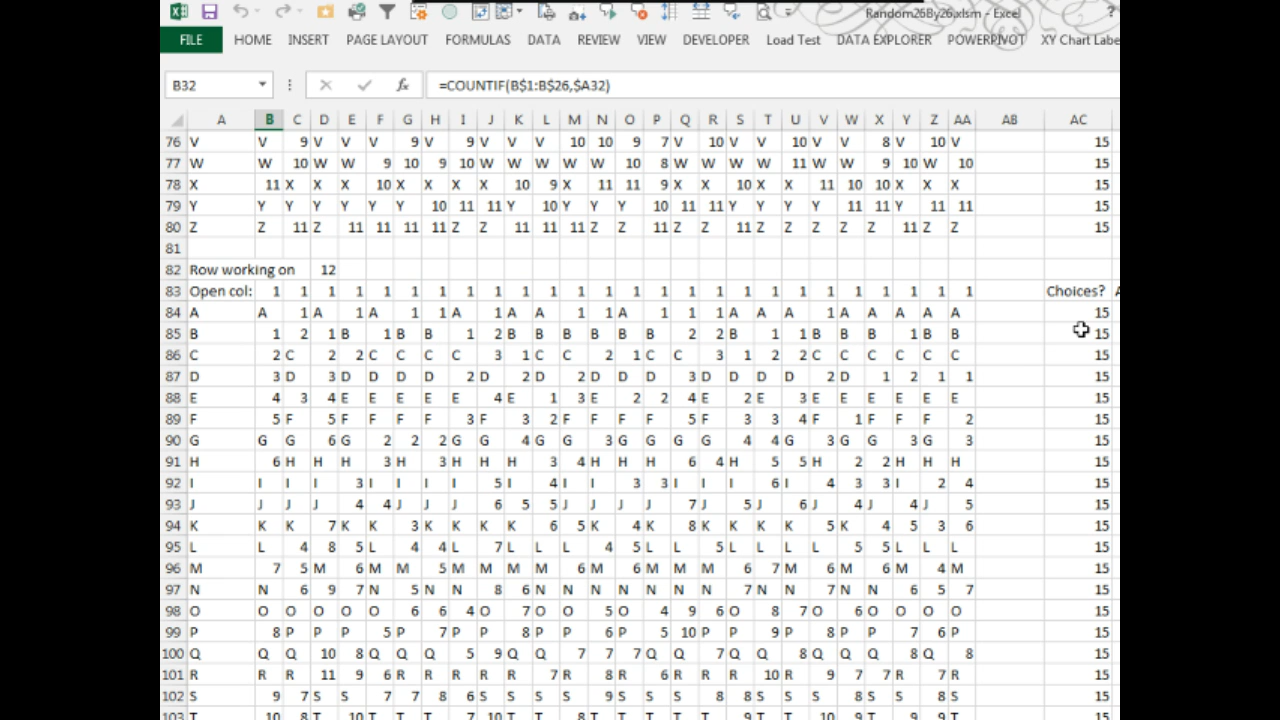 Random26By26.xlsm - Excel ?
FILE HOME INSERT PAGE LAYOUT FORMULAS DATA REVIEW VIEW DEVELOPER Load Test DATA EXPLORER POWERPIVOT XY Chart Labe
B32 fx =COUNTIF(B$1:B$26,$A32)
A B C D E F G H I J K L M N O P Q R S T U V W X Y Z AA AB AC
76 V V 9 V V V 9 V 9 V V V 10 10 9 7 V 10 V V 10 V V 8 V 10 V 15
77 W W 10 W W 9 10 9 10 W W W W W 10 8 W W W W 11 W W 9 10 W 10 15
78 X 11 X X X 10 X X X X 10 9 X 11 11 9 X X 10 X X 11 10 10 X X X 15
79 Y Y Y Y Y Y Y 10 11 11 Y 10 Y Y Y 10 11 11 Y Y Y Y 11 11 Y 11 11 15
80 Z Z 11 Z 11 11 11 11 Z Z 11 11 11 Z Z 11 Z Z 11 Z Z Z Z Z 11 Z Z 15
81
82 Row working on 12
83 Open col: 1 1 1 1 1 1 1 1 1 1 1 1 1 1 1 1 1 1 1 1 1 1 1 1 1 1 Choices?
84 A A 1 A 1 A 1 A 1 A 1 A 1 1 A 1 A 1 A A A 1 A A A A A 15
85 B 1 2 1 B 1 B B 1 2 B B B B B B 2 2 B 1 1 B B B 1 B B 15
86 C 2 C 2 2 C C C C 3 1 C C 2 1 C C 3 1 2 2 C C C C C C 15
87 D 3 D 3 D D D D 2 D 2 D 2 D D D 3 D D D D 2 D 1 2 1 1 15
88 E 4 3 4 E E E E E 4 E 1 3 E 2 2 4 E 2 E 3 E E E E E E 15
89 F 5 F 5 F F F F 3 F 3 2 F F F F 5 F 3 3 4 F 1 F F F 2 15
90 G G G 6 G 2 2 2 G G 4 G G 3 G G G G 4 4 G 3 G G 3 G 3 15
91 H 6 H H H 3 H 3 H H H 3 4 H H H 6 4 H 5 5 H 2 2 H H H 15
92 I I I I 3 I I I I 5 I 4 I I 3 3 I I I 6 I 4 3 3 I 2 4 15
93 J J J J 4 4 J J J 6 5 5 J J J J 7 J J J 6 J 4 J 4 J 5 15
94 K K K 7 K K 3 K K K K 6 5 K 4 K 8 K K K K 5 K 4 5 3 6 15
95 L L 4 8 5 L 4 4 L 7 L L L 4 5 L L 5 L L L L 5 5 L L L 15
96 M 7 5 M 6 M M 5 M M M M 6 M 6 M M M 6 7 M 6 M 6 M 4 M 15
97 N N 6 9 7 N 5 N N 8 6 N N N N N N N 7 N N 7 N N 6 5 7 15
98 O O O O O O 6 6 4 O 7 O O 5 O 4 9 6 O 8 7 O 6 O O O O 15
99 P 8 P P P 5 P 7 P P 8 P P 6 P 5 10 P P 9 P 8 P P 7 6 P 15
100 Q Q Q 10 8 Q Q Q 5 9 Q Q 7 7 7 Q Q 7 Q Q 8 Q Q Q 8 Q 8 15
101 R R R 11 9 6 R R R R R 7 R 8 R 6 R R R 10 R 9 7 7 R 7 R 15
102 S 9 7 S S 7 7 8 6 S S S S 9 S S S 8 8 S S S 8 S 8 S S 15